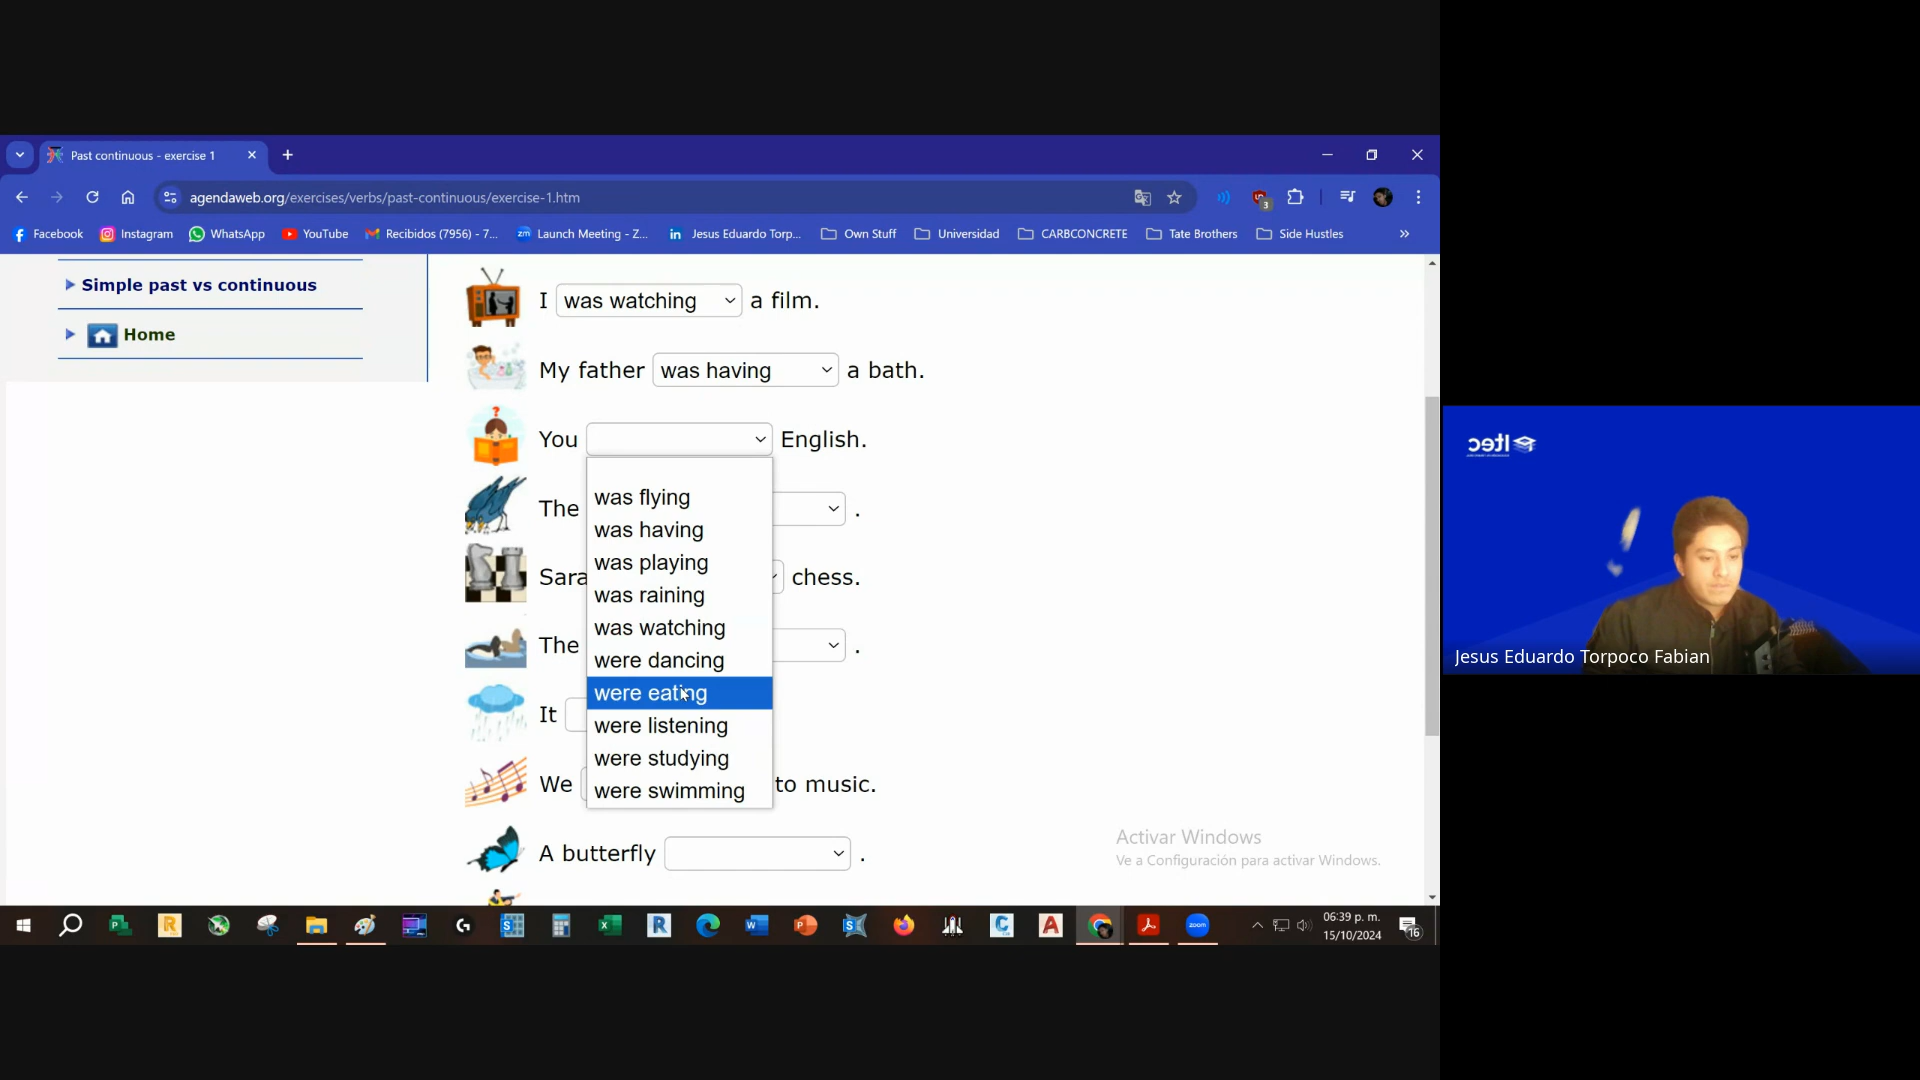 Past continuous - exercise 1
agendaweb.org/exercises/verbs/past-continuous/exercise-1.htm
3
Facebook Instagram WhatsApp YouTube Recibidos (7956) - 7... Launch Meeting - Z... Jesus Eduardo Torp... Own Stuff Universidad CARBCONCRETE Tate Brothers Side Hustles »
Simple past vs continuous
Home
I was watching a film.
My father was having a bath.
You English.
The .
Sara chess.
The .
It
We to music.
A butterfly .
was flying
was having
was playing
was raining
was watching
were dancing
were eating
were listening
were studying
were swimming
Activar Windows
Ve a Configuración para activar Windows.
06:39 p. m.
15/10/2024
16
zoom
Itec
Jesus Eduardo Torpoco Fabian